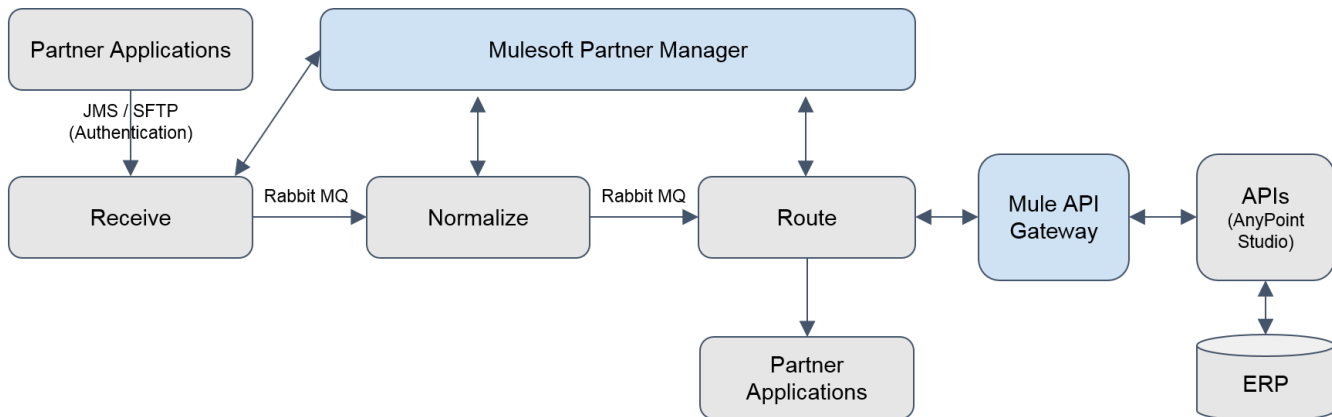 Partner Applications
Mulesoft Partner Manager
JMS / SFTP
(Authentication)
Receive
Rabbit MQ
Normalize
Rabbit MQ
Route
Mule API
Gateway
APIs
(AnyPoint
Studio)
Partner
Applications
ERP